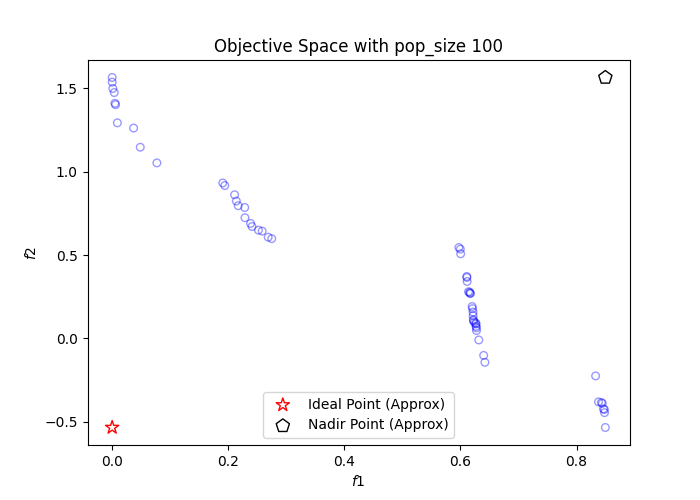 Objective Space with pop_size 100
f2
1.5
1.0
0.5
0.0
−0.5
Ideal Point (Approx)
Nadir Point (Approx)
0.0 0.2 0.4 0.6 0.8
f1